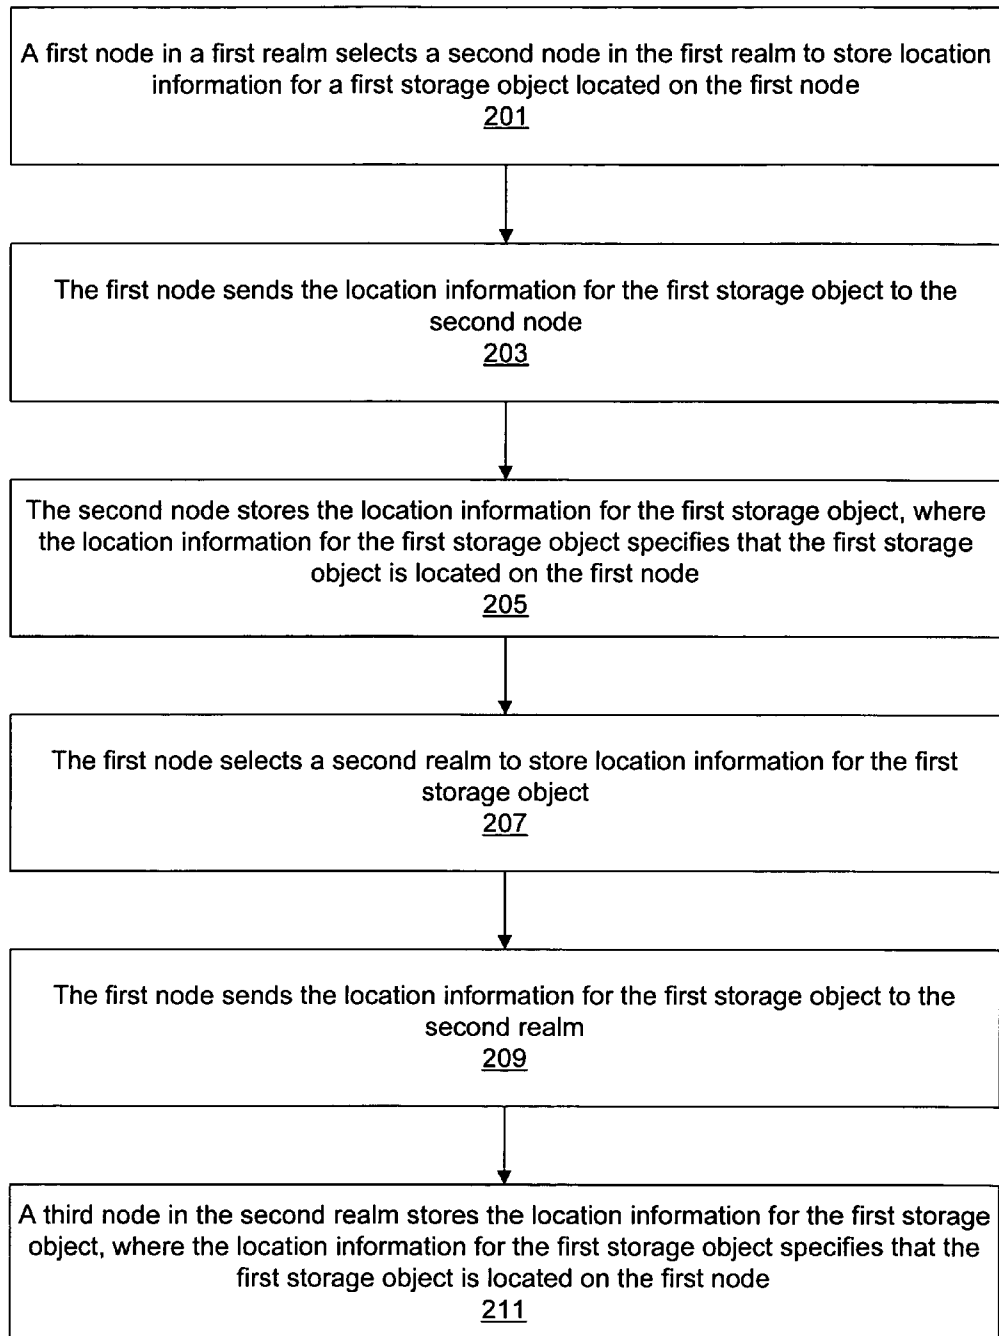 A first node in a first realm selects a second node in the first realm to store location
information for a first storage object located on the first node
201
The first node sends the location information for the first storage object to the
second node
203
The second node stores the location information for the first storage object, where
the location information for the first storage object specifies that the first storage
object is located on the first node
205
The first node selects a second realm to store location information for the first
storage object
207
The first node sends the location information for the first storage object to the
second realm
209
A third node in the second realm stores the location information for the first storage
object, where the location information for the first storage object specifies that the
first storage object is located on the first node
211